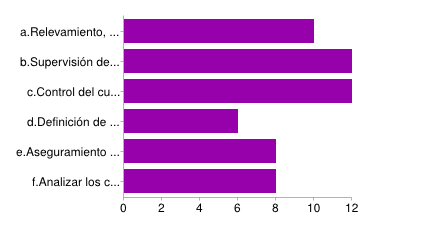 a.Relevamiento, ...
b.Supervisión de...
c.Control del cu...
d.Definición de ...
e.Aseguramiento ...
f.Analizar los c...
0 2 4 6 8 10 12